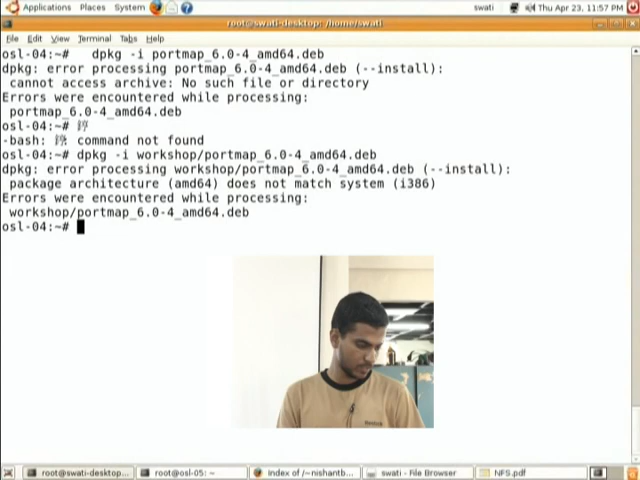 Applications Places System
swati Thu Apr 23, 11:57 PM
root@swati-desktop: /home/swati
File Edit View Terminal Tabs Help
osl-04:~# dpkg -i portmap_6.0-4_amd64.deb
dpkg: error processing portmap_6.0-4_amd64.deb (--install):
cannot access archive: No such file or directory
Errors were encountered while processing:
portmap_6.0-4_amd64.deb
osl-04:~#
-bash: command not found
osl-04:~# dpkg -i workshop/portmap_6.0-4_amd64.deb
dpkg: error processing workshop/portmap_6.0-4_amd64.deb (--install):
package architecture (amd64) does not match system (i386)
Errors were encountered while processing:
workshop/portmap_6.0-4_amd64.deb
osl-04:~#
root@swati-desktop... root@osl-05: ~ Index of /~nishantb... swati - File Browser NFS.pdf